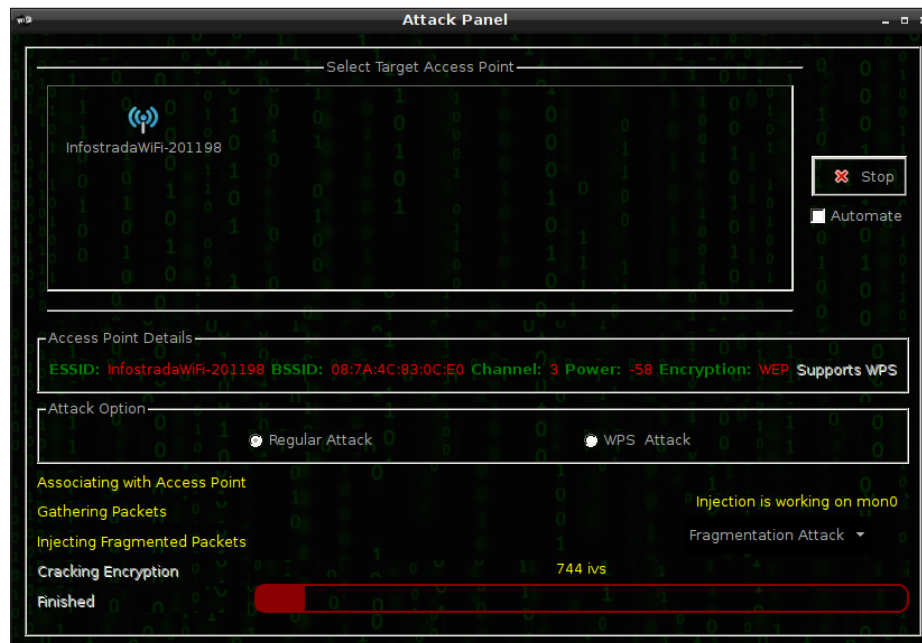 Attack Panel
Select Target Access Point
InfostradaWiFi-201198
Stop
Automate
Access Point Details
ESSID: InfostradaWiFi-201198 BSSID: 08:7A:4C:83:0C:E0 Channel: 3 Power: -58 Encryption: WEP Supports WPS
Attack Option
Regular Attack WPS Attack
Associating with Access Point
Injection is working on mon0
Gathering Packets
Fragmentation Attack
Injecting Fragmented Packets
Cracking Encryption 744 ivs
Finished